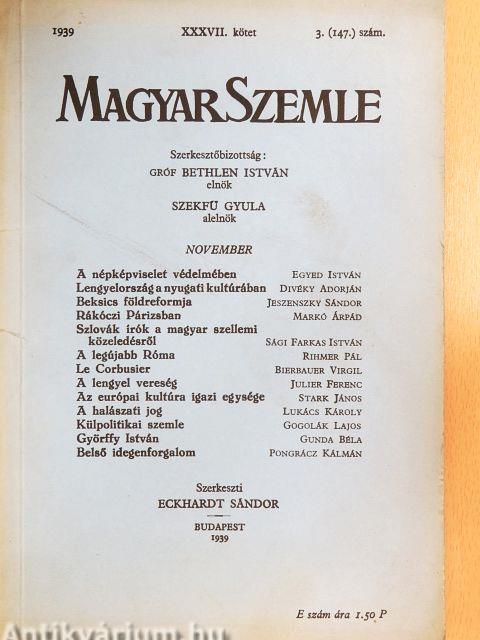 1939 XXXVII. kötet 3. (147.) szám.
MAGYAR SZEMLE
Szerkesztőbizottság:
GRÓF BETHLEN ISTVÁN
elnök
SZEKFŰ GYULA
alelnök
NOVEMBER
A népképviselet védelmében EGYED ISTVÁN
Lengyelország a nyugati kultúrában DIVÉKY ADORJÁN
Beksics földreformja JESZENSZKY SÁNDOR
Rákóczi Párizsban MARKÓ ÁRPÁD
Szlovák írók a magyar szellemi
közeledésről SÁGI FARKAS ISTVÁN
A legújabb Róma RIHMER PÁL
Le Corbusier BIERBAUER VIRGIL
A lengyel vereség JULIER FERENC
Az európai kultúra igazi egysége STARK JÁNOS
A halászati jog LUKÁCS KÁROLY
Külpolitikai szemle GOGOLÁK LAJOS
Györffy István GUNDA BÉLA
Belső idegenforgalom PONGRÁCZ KÁLMÁN
Szerkeszti
ECKHARDT SÁNDOR
BUDAPEST
1939
E szám ára 1.50 P
Antikvárium.hu